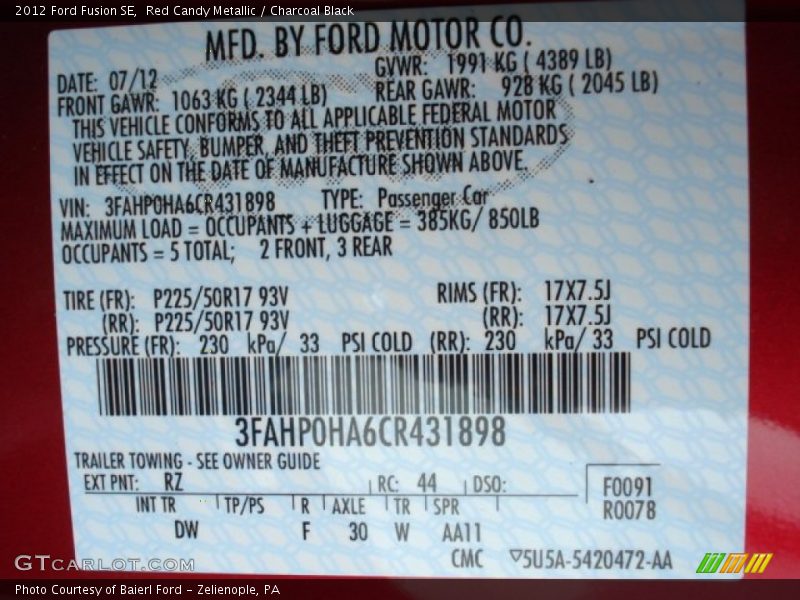 2012 Ford Fusion SE, Red Candy Metallic / Charcoal Black
MFD. BY FORD MOTOR CO.
DATE: 07/12 GVWR: 1991 KG ( 4389 LB)
FRONT GAWR: 1063 KG ( 2344 LB) REAR GAWR: 928 KG ( 2045 LB)
THIS VEHICLE CONFORMS TO ALL APPLICABLE FEDERAL MOTOR
VEHICLE SAFETY, BUMPER, AND THEFT PREVENTION STANDARDS
IN EFFECT ON THE DATE OF MANUFACTURE SHOWN ABOVE.
VIN: 3FAHP0HA6CR431898 TYPE: Passenger Car
MAXIMUM LOAD = OCCUPANTS + LUGGAGE = 385KG/ 850LB
OCCUPANTS = 5 TOTAL; 2 FRONT, 3 REAR
TIRE (FR): P225/50R17 93V RIMS (FR): 17X7.5J
(RR): P225/50R17 93V (RR): 17X7.5J
PRESSURE (FR): 230 kPa/ 33 PSI COLD (RR): 230 kPa/ 33 PSI COLD
3FAHP0HA6CR431898
TRAILER TOWING - SEE OWNER GUIDE
EXT PNT: RZ RC: 44 DSO: F0091
INT TR TP/PS R AXLE TR SPR R0078
DW F 30 W AA11
CMC ▽5U5A-5420472-AA
GTCARLOT.COM
Photo Courtesy of Baierl Ford - Zelienople, PA